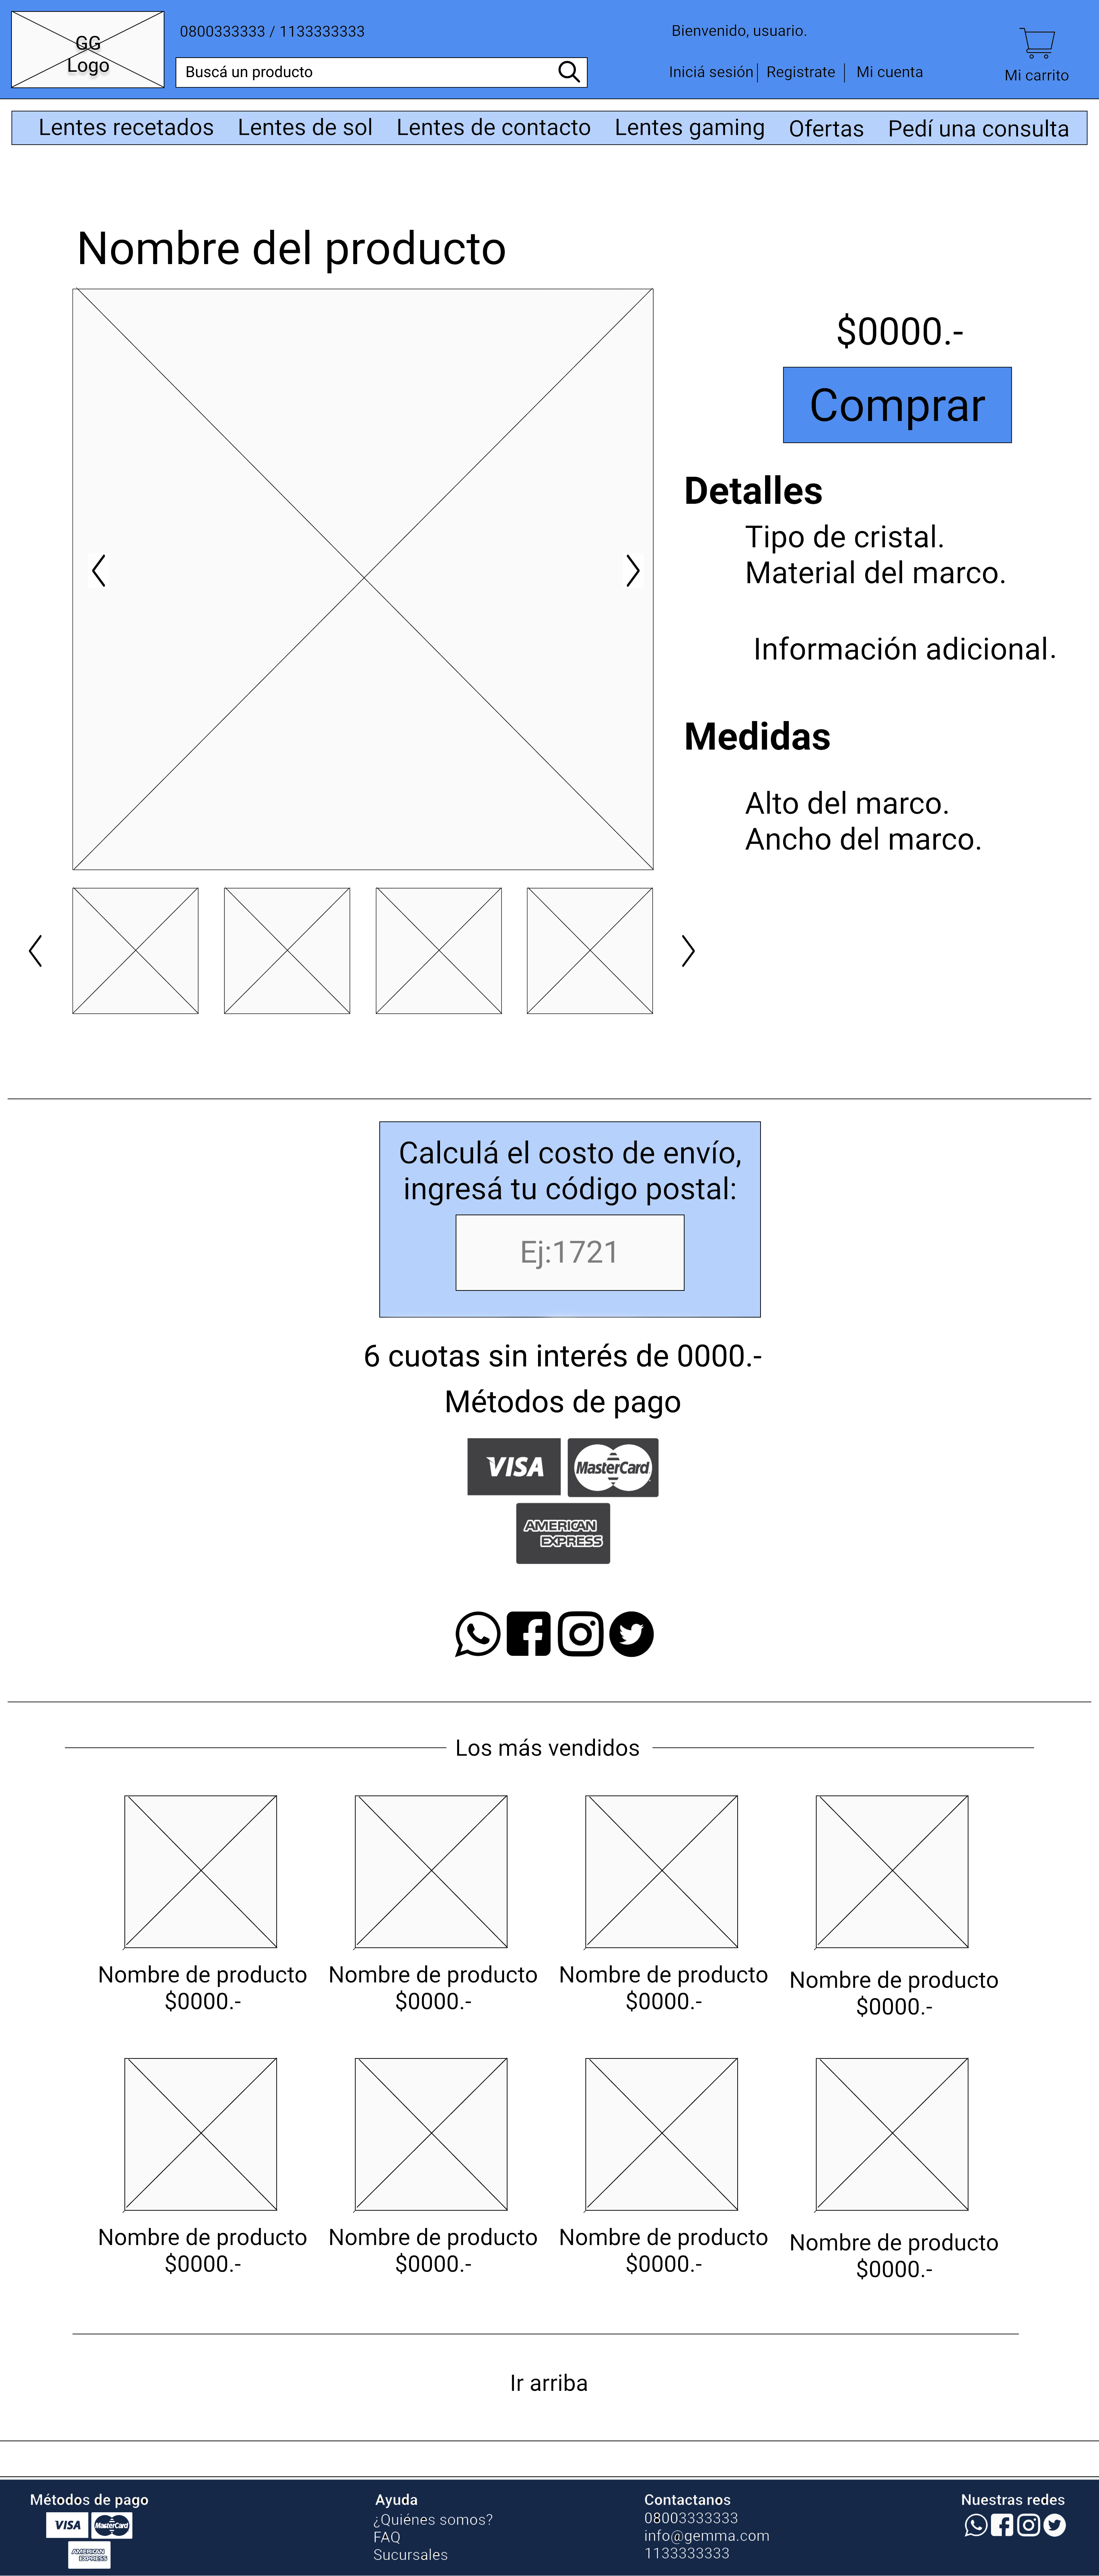 GG
Logo
0800333333 / 1133333333
Buscá un producto
Bienvenido, usuario.
Iniciá sesión | Registrate | Mi cuenta
Mi carrito
Lentes recetados Lentes de sol Lentes de contacto Lentes gaming Ofertas Pedí una consulta
Nombre del producto
$0000.-
Comprar
Detalles
Tipo de cristal.
Material del marco.
Información adicional.
Medidas
Alto del marco.
Ancho del marco.
Calculá el costo de envío,
ingresá tu código postal:
Ej:1721
6 cuotas sin interés de 0000.-
Métodos de pago
VISA MasterCard
AMERICAN
EXPRESS
Los más vendidos
Nombre de producto Nombre de producto Nombre de producto Nombre de producto
$0000.- $0000.- $0000.- $0000.-
Nombre de producto Nombre de producto Nombre de producto Nombre de producto
$0000.- $0000.- $0000.- $0000.-
Ir arriba
Métodos de pago
VISA MasterCard
AMERICAN
EXPRESS
Ayuda
¿Quiénes somos?
FAQ
Sucursales
Contactanos
08003333333
info@gemma.com
1133333333
Nuestras redes